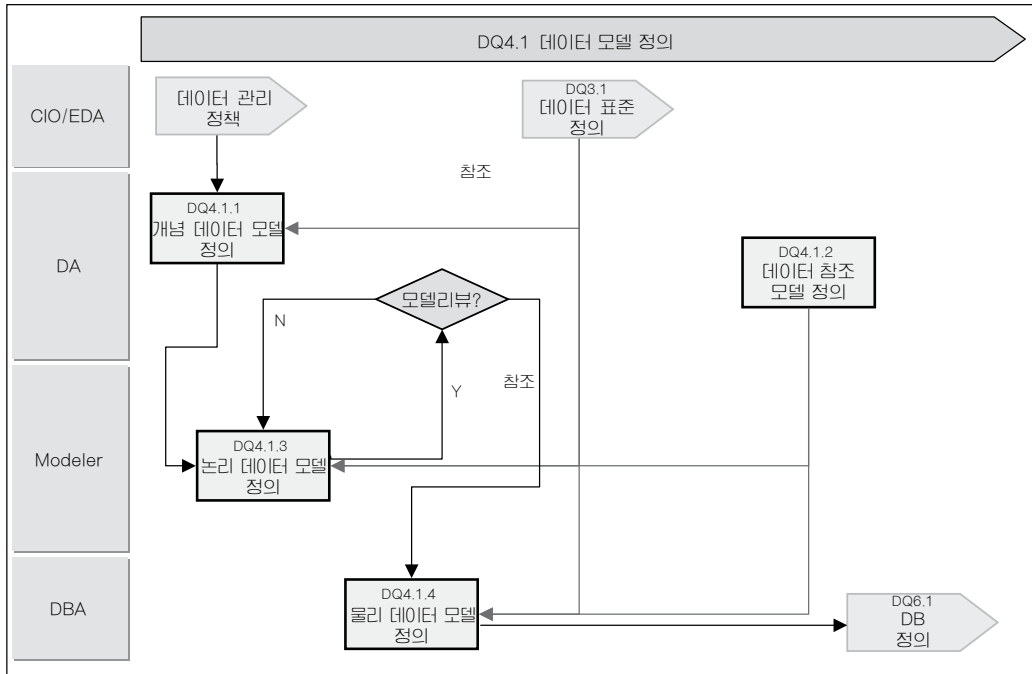 DQ4.1 데이터 모델 정의
CIO/EDA
데이터 관리
정책
DQ3.1
데이터 표준
정의
참조
DA
DQ4.1.1
개념 데이터 모델
정의
DQ4.1.2
데이터 참조
모델 정의
모델리뷰?
N
Y
참조
Modeler
DQ4.1.3
논리 데이터 모델
정의
DBA
DQ4.1.4
물리 데이터 모델
정의
DQ6.1
DB
정의